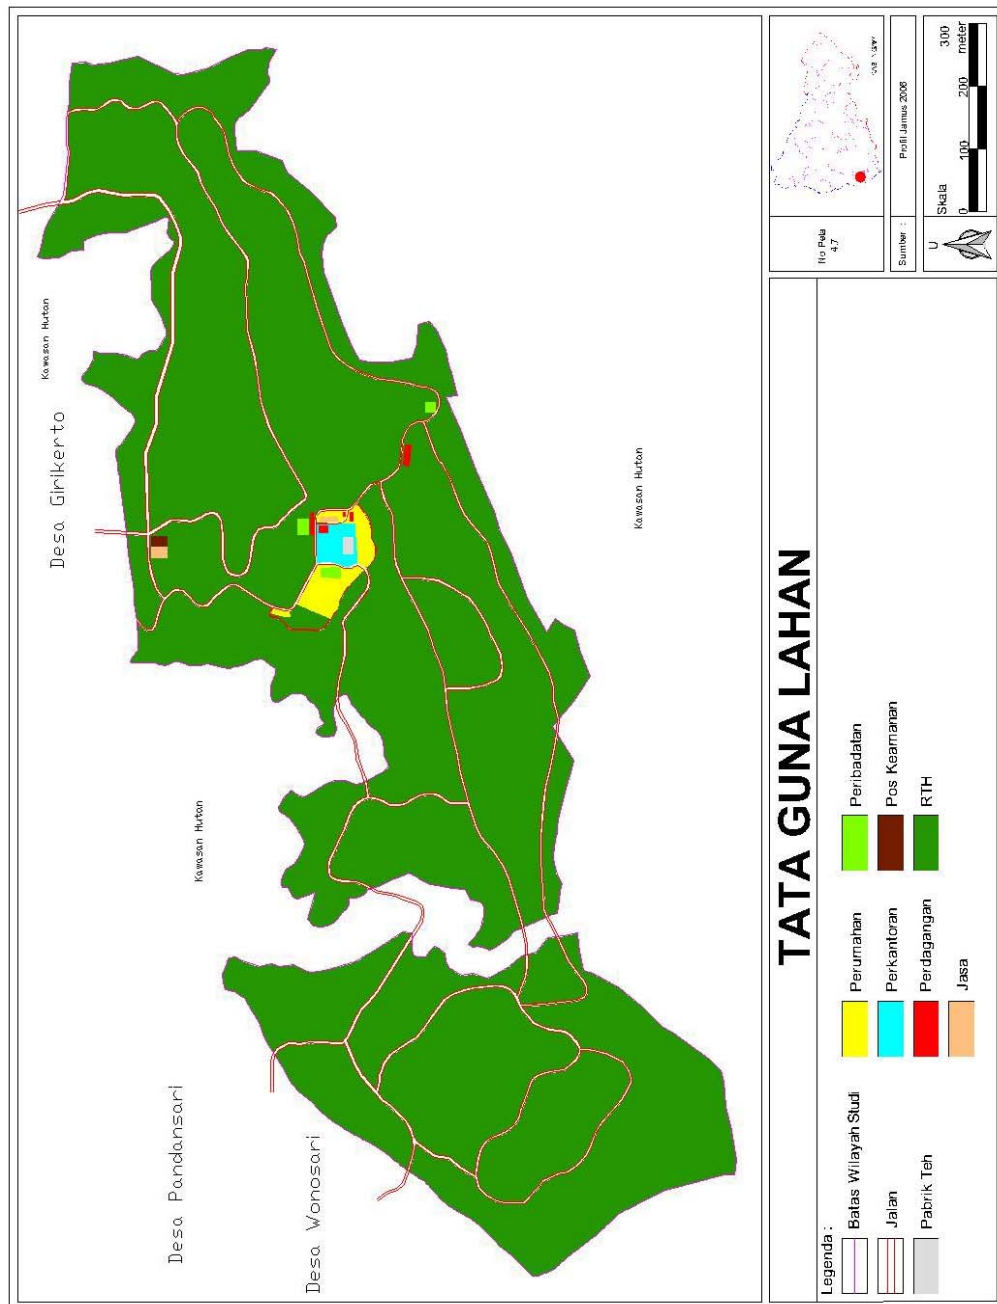 Kawasan Hutan
Desa Girikerto
Kawasan Hutan
Kawasan Hutan
Desa Pandansari
Desa Wonosari
TATA GUNA LAHAN
Legenda :
Batas Wilayah Studi
Jalan
Pabrik Teh
Perumahan
Perkantoran
Perdagangan
Jasa
Peribadatan
Pos Keamanan
RTH
No Peta
4.7
Sumber :
Profil Jamus 2006
U
Skala
0 100 200 300
meter